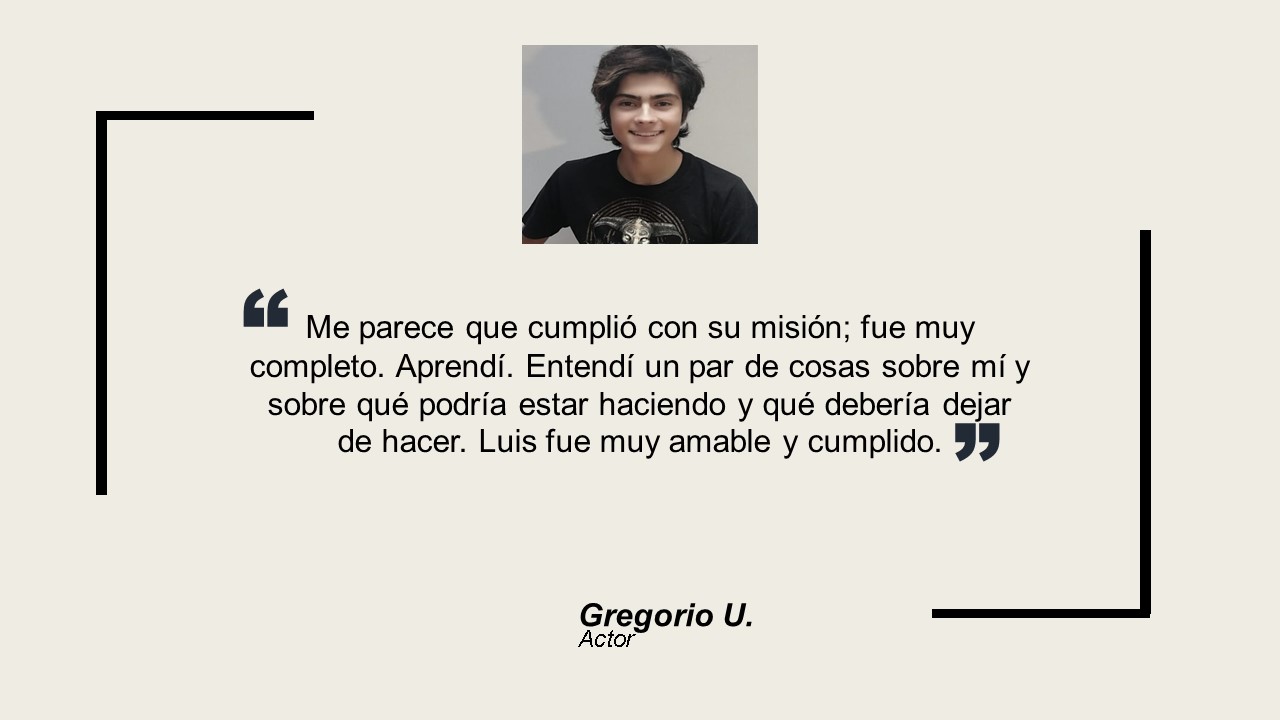 “ Me parece que cumplió con su misión; fue muy
completo. Aprendí. Entendí un par de cosas sobre mí y
sobre qué podría estar haciendo y qué debería dejar
de hacer. Luis fue muy amable y cumplido. ”
Gregorio U.
Actor